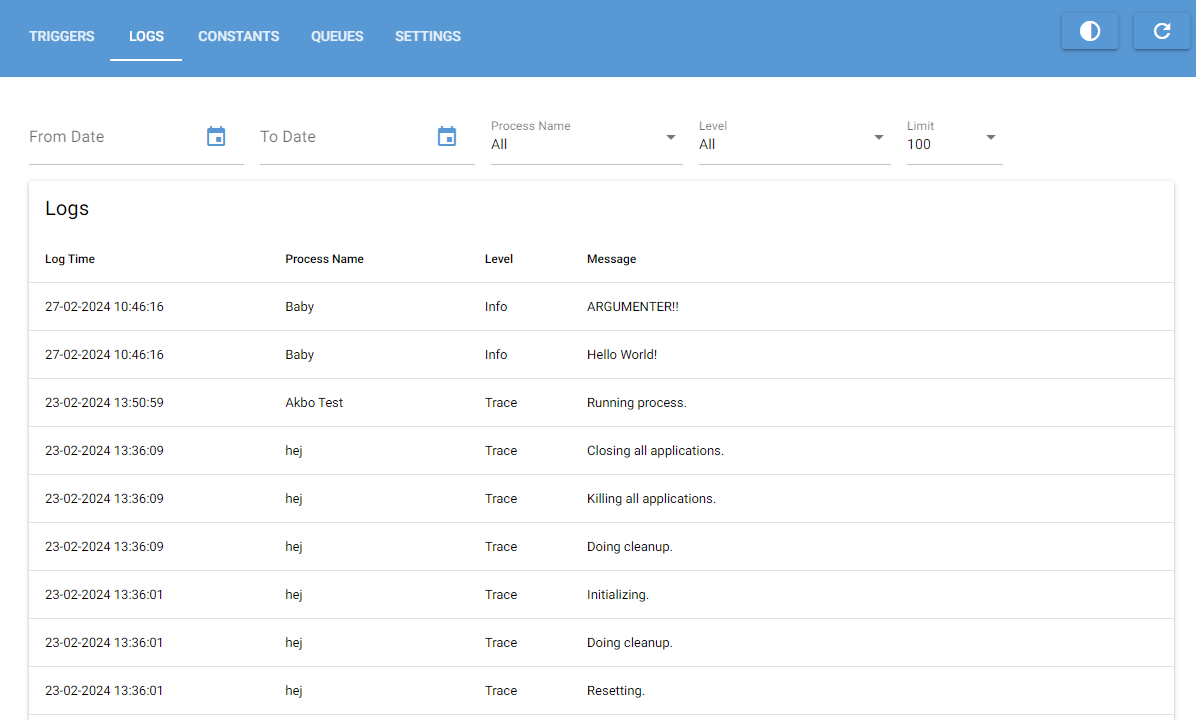 TRIGGERS LOGS CONSTANTS QUEUES SETTINGS
From Date To Date Process Name All Level All Limit 100
Logs
Log Time Process Name Level Message
27-02-2024 10:46:16 Baby Info ARGUMENTER!!
27-02-2024 10:46:16 Baby Info Hello World!
23-02-2024 13:50:59 Akbo Test Trace Running process.
23-02-2024 13:36:09 hej Trace Closing all applications.
23-02-2024 13:36:09 hej Trace Killing all applications.
23-02-2024 13:36:09 hej Trace Doing cleanup.
23-02-2024 13:36:01 hej Trace Initializing.
23-02-2024 13:36:01 hej Trace Doing cleanup.
23-02-2024 13:36:01 hej Trace Resetting.